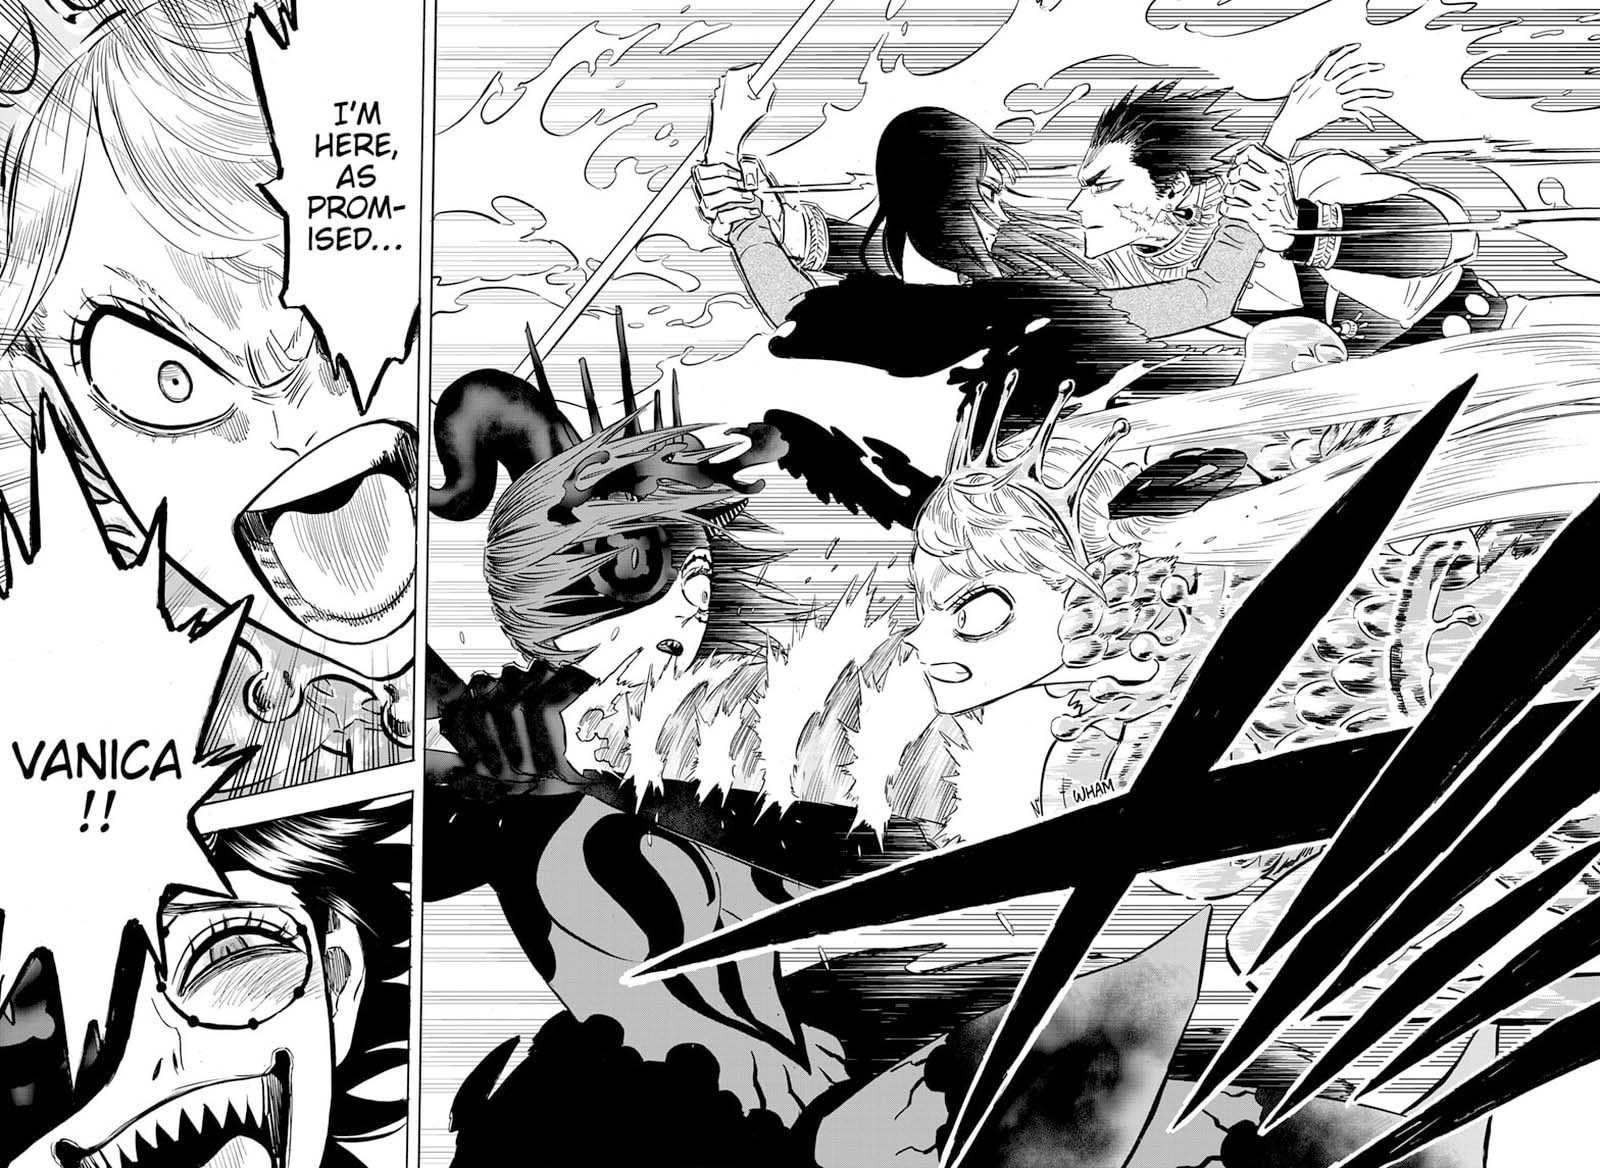 WHAM
I'M
HERE,
AS
PROM-
ISED...
VANICA
!!